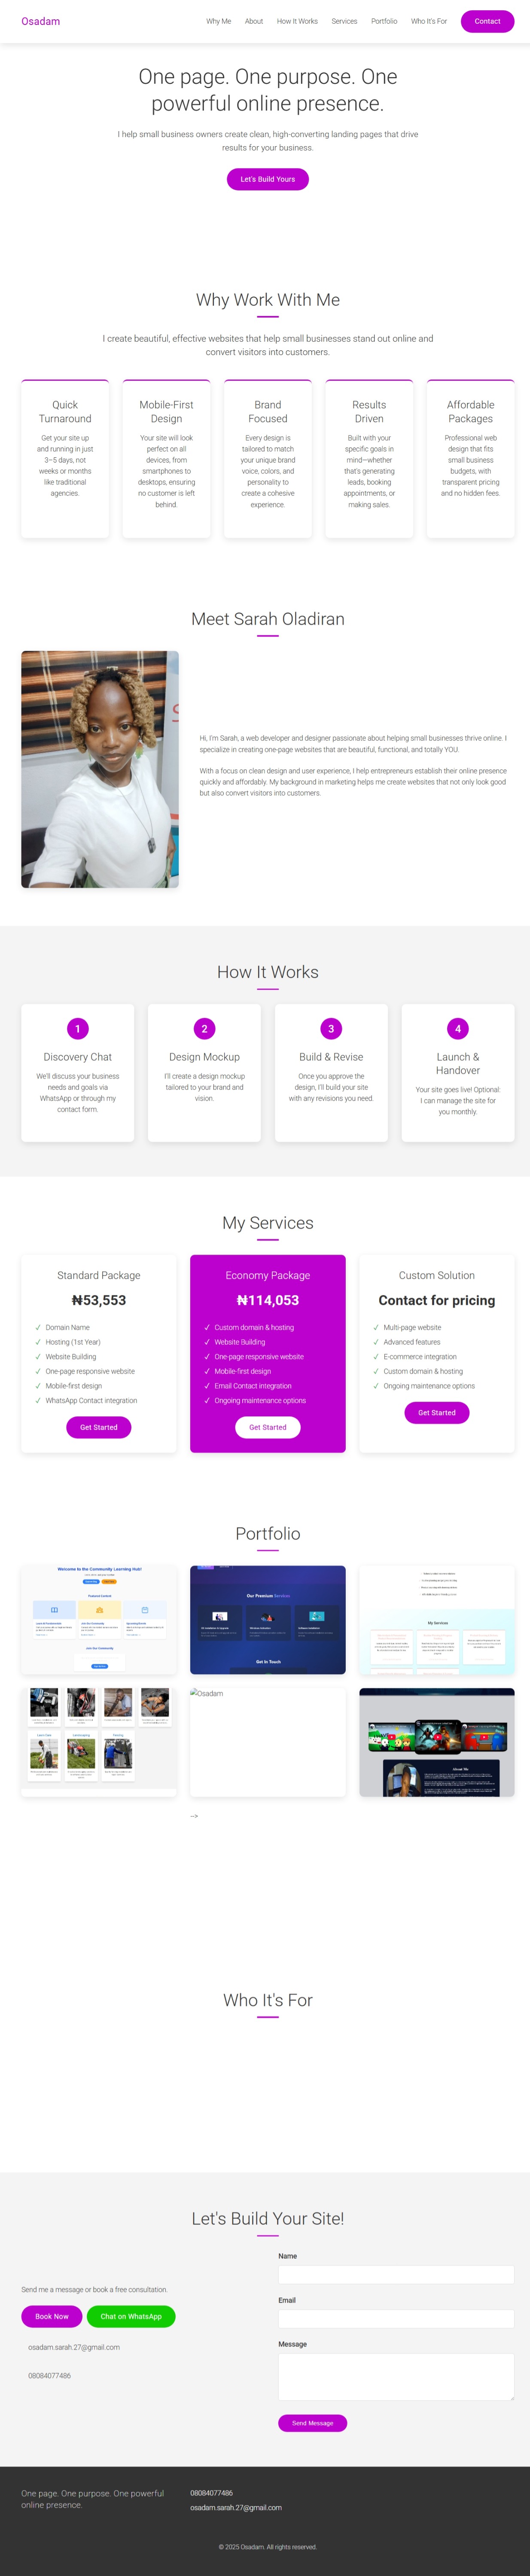 Osadam
Why Me
About
How It Works
Services
Portfolio
Who It's For
Contact
One page. One purpose. One
powerful online presence.
I help small business owners create clean, high-converting landing pages that drive
results for your business.
Let's Build Yours
Why Work With Me
I create beautiful, effective websites that help small businesses stand out online and
convert visitors into customers.
Quick
Turnaround
Get your site up
and running in just
3–5 days, not
weeks or months
like traditional
agencies.
Mobile-First
Design
Your site will look
perfect on all
devices, from
smartphones to
desktops, ensuring
no customer is left
behind.
Brand
Focused
Every design is
tailored to match
your unique brand
voice, colors, and
personality to
create a cohesive
experience.
Results
Driven
Built with your
specific goals in
mind—whether
that's generating
leads, booking
appointments, or
making sales.
Affordable
Packages
Professional web
design that fits
small business
budgets, with
transparent pricing
and no hidden fees.
Meet Sarah Oladiran
Hi, I'm Sarah, a web developer and designer passionate about helping small businesses thrive online. I
specialize in creating one-page websites that are beautiful, functional, and totally YOU.
With a focus on clean design and user experience, I help entrepreneurs establish their online presence
quickly and affordably. My background in marketing helps me create websites that not only look good
but also convert visitors into customers.
How It Works
1
Discovery Chat
We'll discuss your business
needs and goals via
WhatsApp or through my
contact form.
2
Design Mockup
I'll create a design mockup
tailored to your brand and
vision.
3
Build & Revise
Once you approve the
design, I'll build your site
with any revisions you need.
4
Launch &
Handover
Your site goes live! Optional:
I can manage the site for
you monthly.
My Services
Standard Package
₦53,553
✓ Domain Name
✓ Hosting (1st Year)
✓ Website Building
✓ One-page responsive website
✓ Mobile-first design
✓ WhatsApp Contact integration
Get Started
Economy Package
₦114,053
✓ Custom domain & hosting
✓ Website Building
✓ One-page responsive website
✓ Mobile-first design
✓ Email Contact integration
✓ Ongoing maintenance options
Get Started
Custom Solution
Contact for pricing
✓ Multi-page website
✓ Advanced features
✓ E-commerce integration
✓ Custom domain & hosting
✓ Ongoing maintenance options
Get Started
Portfolio
Welcome to the Community Learning Hub!
Our Premium Services
Get In Touch
My Services
Osadam
About Me
-->
Who It's For
Let's Build Your Site!
Send me a message or book a free consultation.
Book Now
Chat on WhatsApp
osadam.sarah.27@gmail.com
08084077486
Name
Email
Message
Send Message
One page. One purpose. One powerful
online presence.
08084077486
osadam.sarah.27@gmail.com
© 2025 Osadam. All rights reserved.